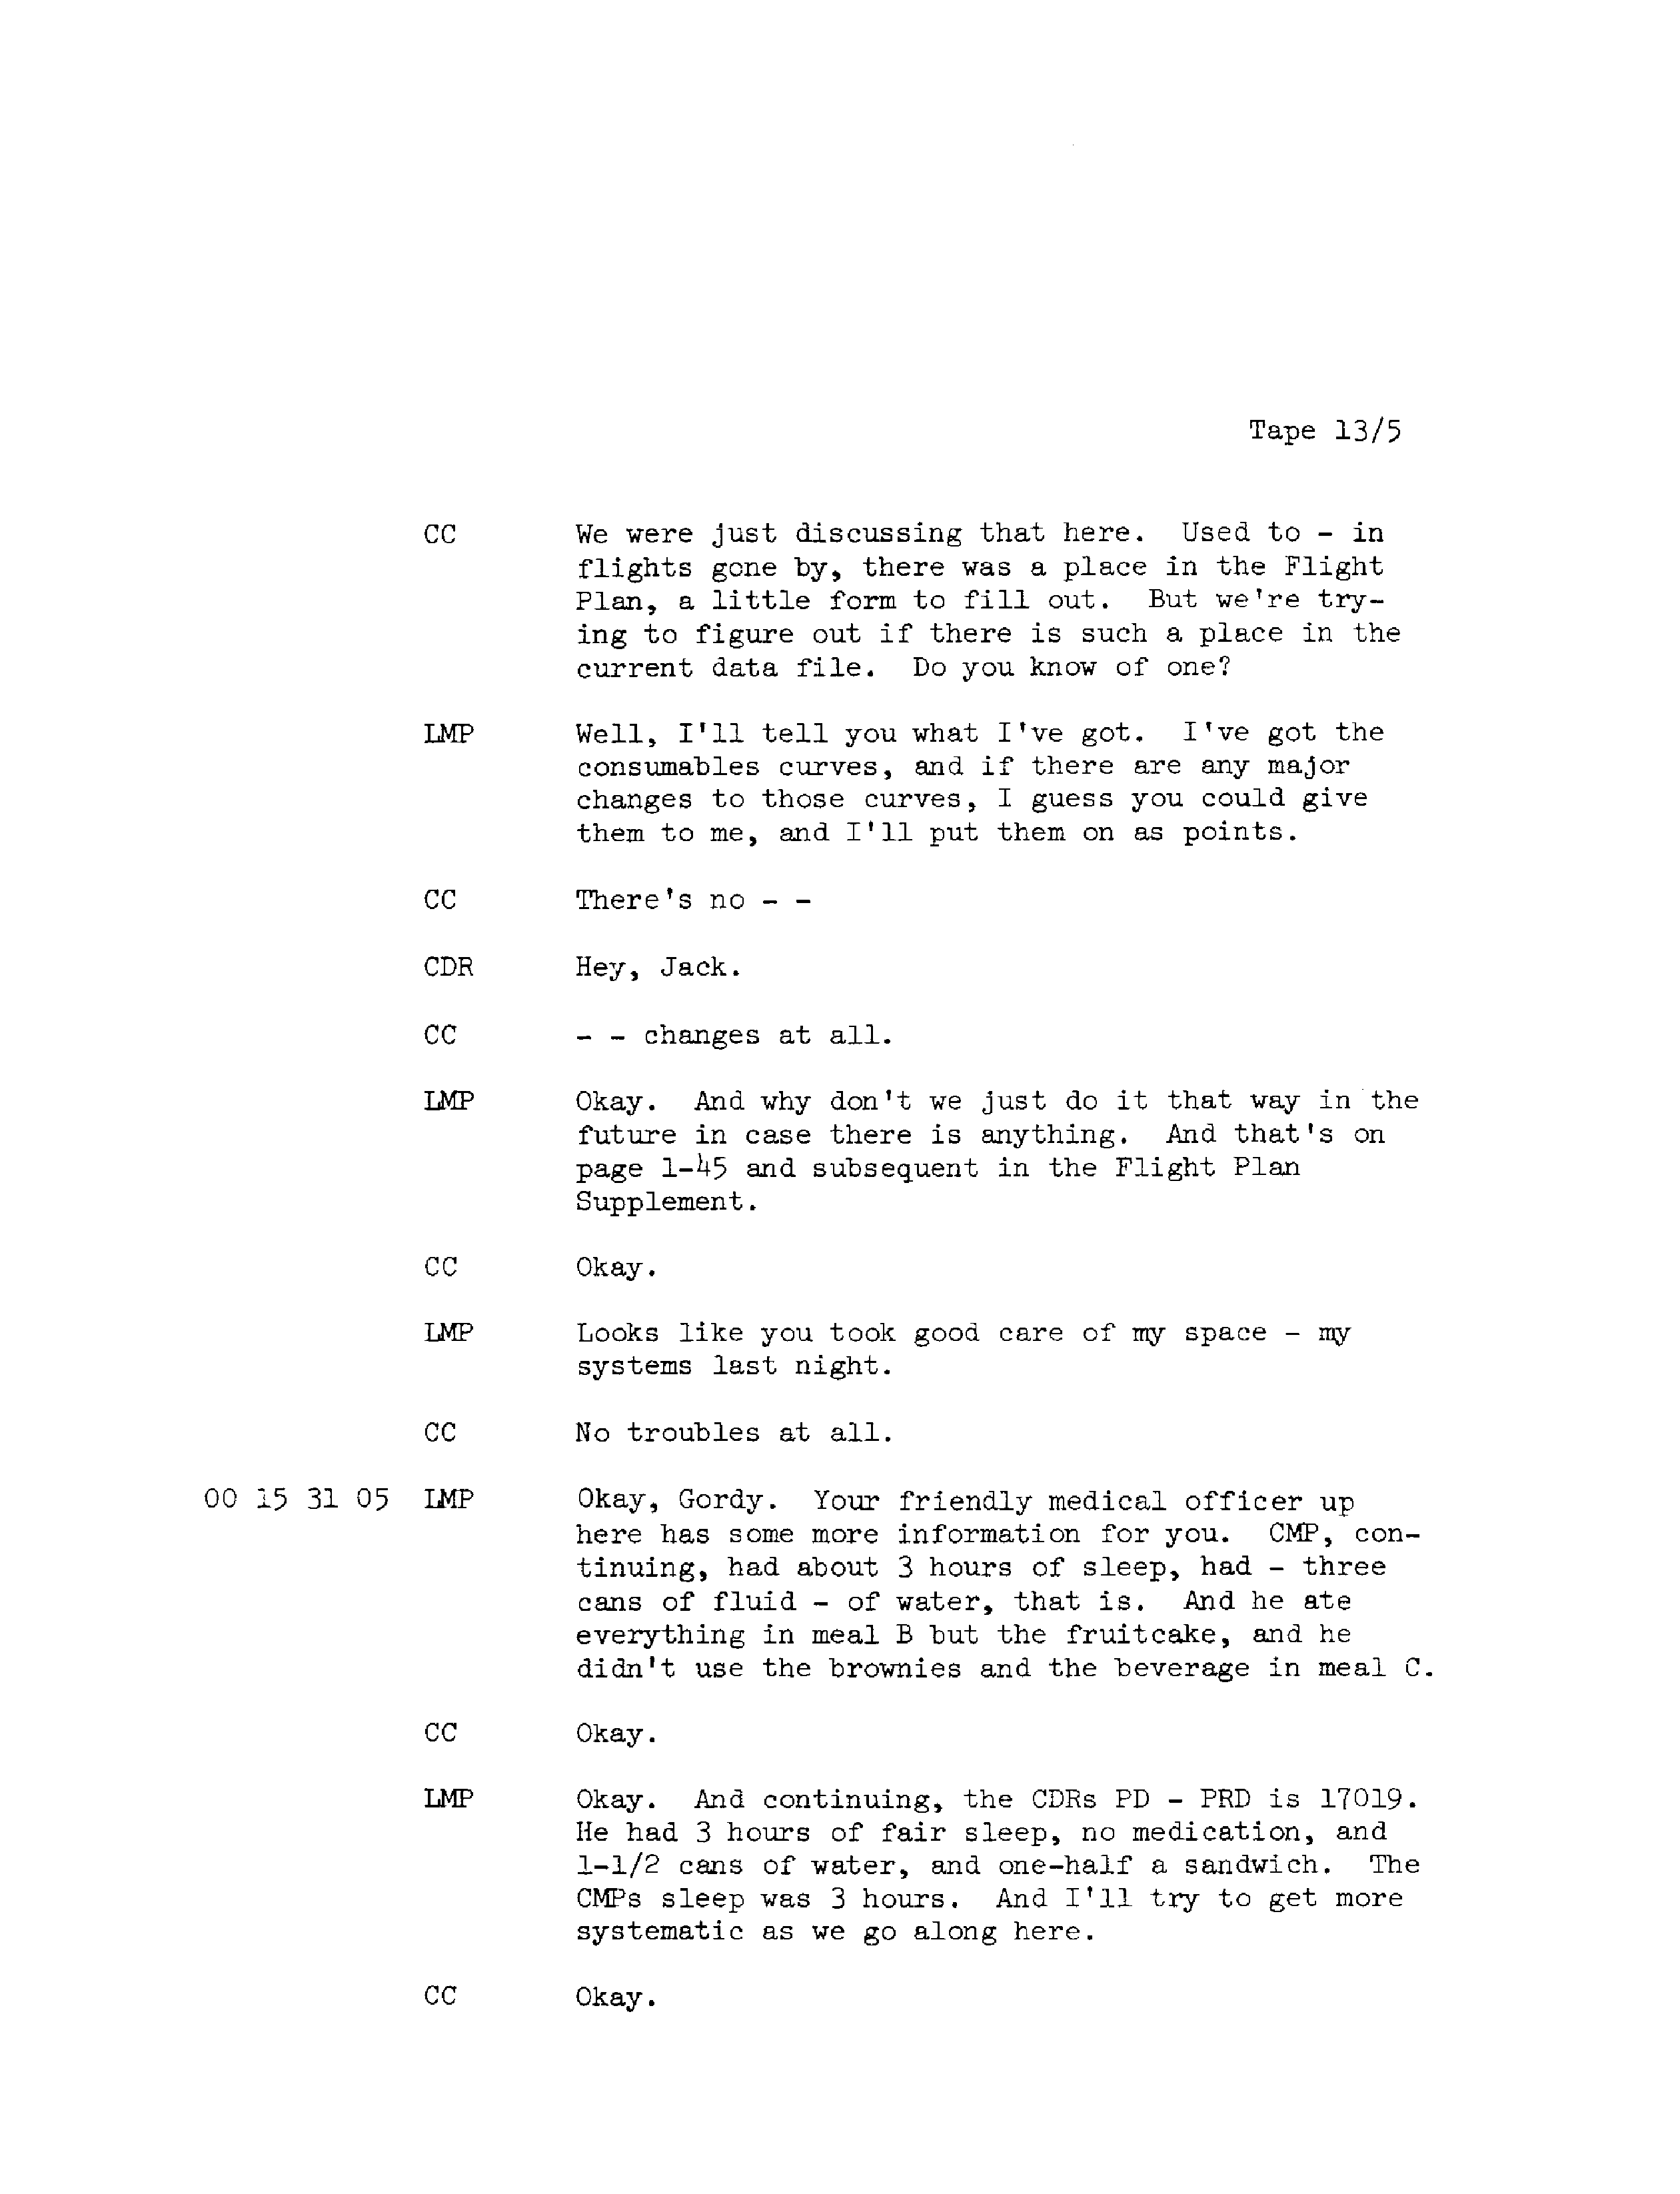 Tape 13/5
CC We were just discussing that here. Used to - in
flights gone by, there was a place in the Flight
Plan, a little form to fill out. But we're try-
ing to figure out if there is such a place in the
current data file. Do you know of one?
LMP Well, I'll tell you what I've got. I've got the
consumables curves, and if there are any major
changes to those curves, I guess you could give
them to me, and I'll put them on as points.
CC There's no - -
CDR Hey, Jack.
CC - - changes at all.
LMP Okay. And why don't we just do it that way in the
future in case there is anything. And that's on
page 1-45 and subsequent in the Flight Plan
Supplement.
CC Okay.
LMP Looks like you took good care of my space - my
systems last night.
CC No troubles at all.
00 15 31 05 LMP Okay, Gordy. Your friendly medical officer up
here has some more information for you. CMP, con-
tinuing, had about 3 hours of sleep, had - three
cans of fluid - of water, that is. And he ate
everything in meal B but the fruitcake, and he
didn't use the brownies and the beverage in meal C.
CC Okay.
LMP Okay. And continuing, the CDRs PD - PRD is 17019.
He had 3 hours of fair sleep, no medication, and
1-1/2 cans of water, and one-half a sandwich. The
CMPs sleep was 3 hours. And I'll try to get more
systematic as we go along here.
CC Okay.